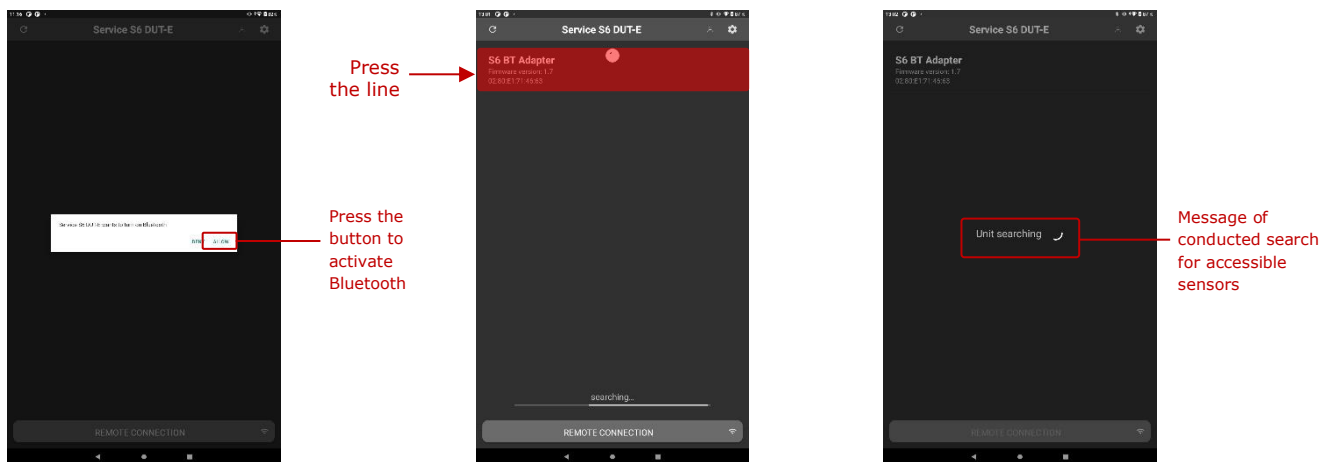 11:56
Service S6 DUT-E
Press the
button to
activate
Bluetooth
REMOTE CONNECTION
Press
the line
Service S6 DUT-E
S6 BT Adapter
Firmware version: 1.7
searching...
REMOTE CONNECTION
Service S6 DUT-E
S6 BT Adapter
Firmware version: 1.7
Unit searching
Message of
conducted search
for accessible
sensors
REMOTE CONNECTION